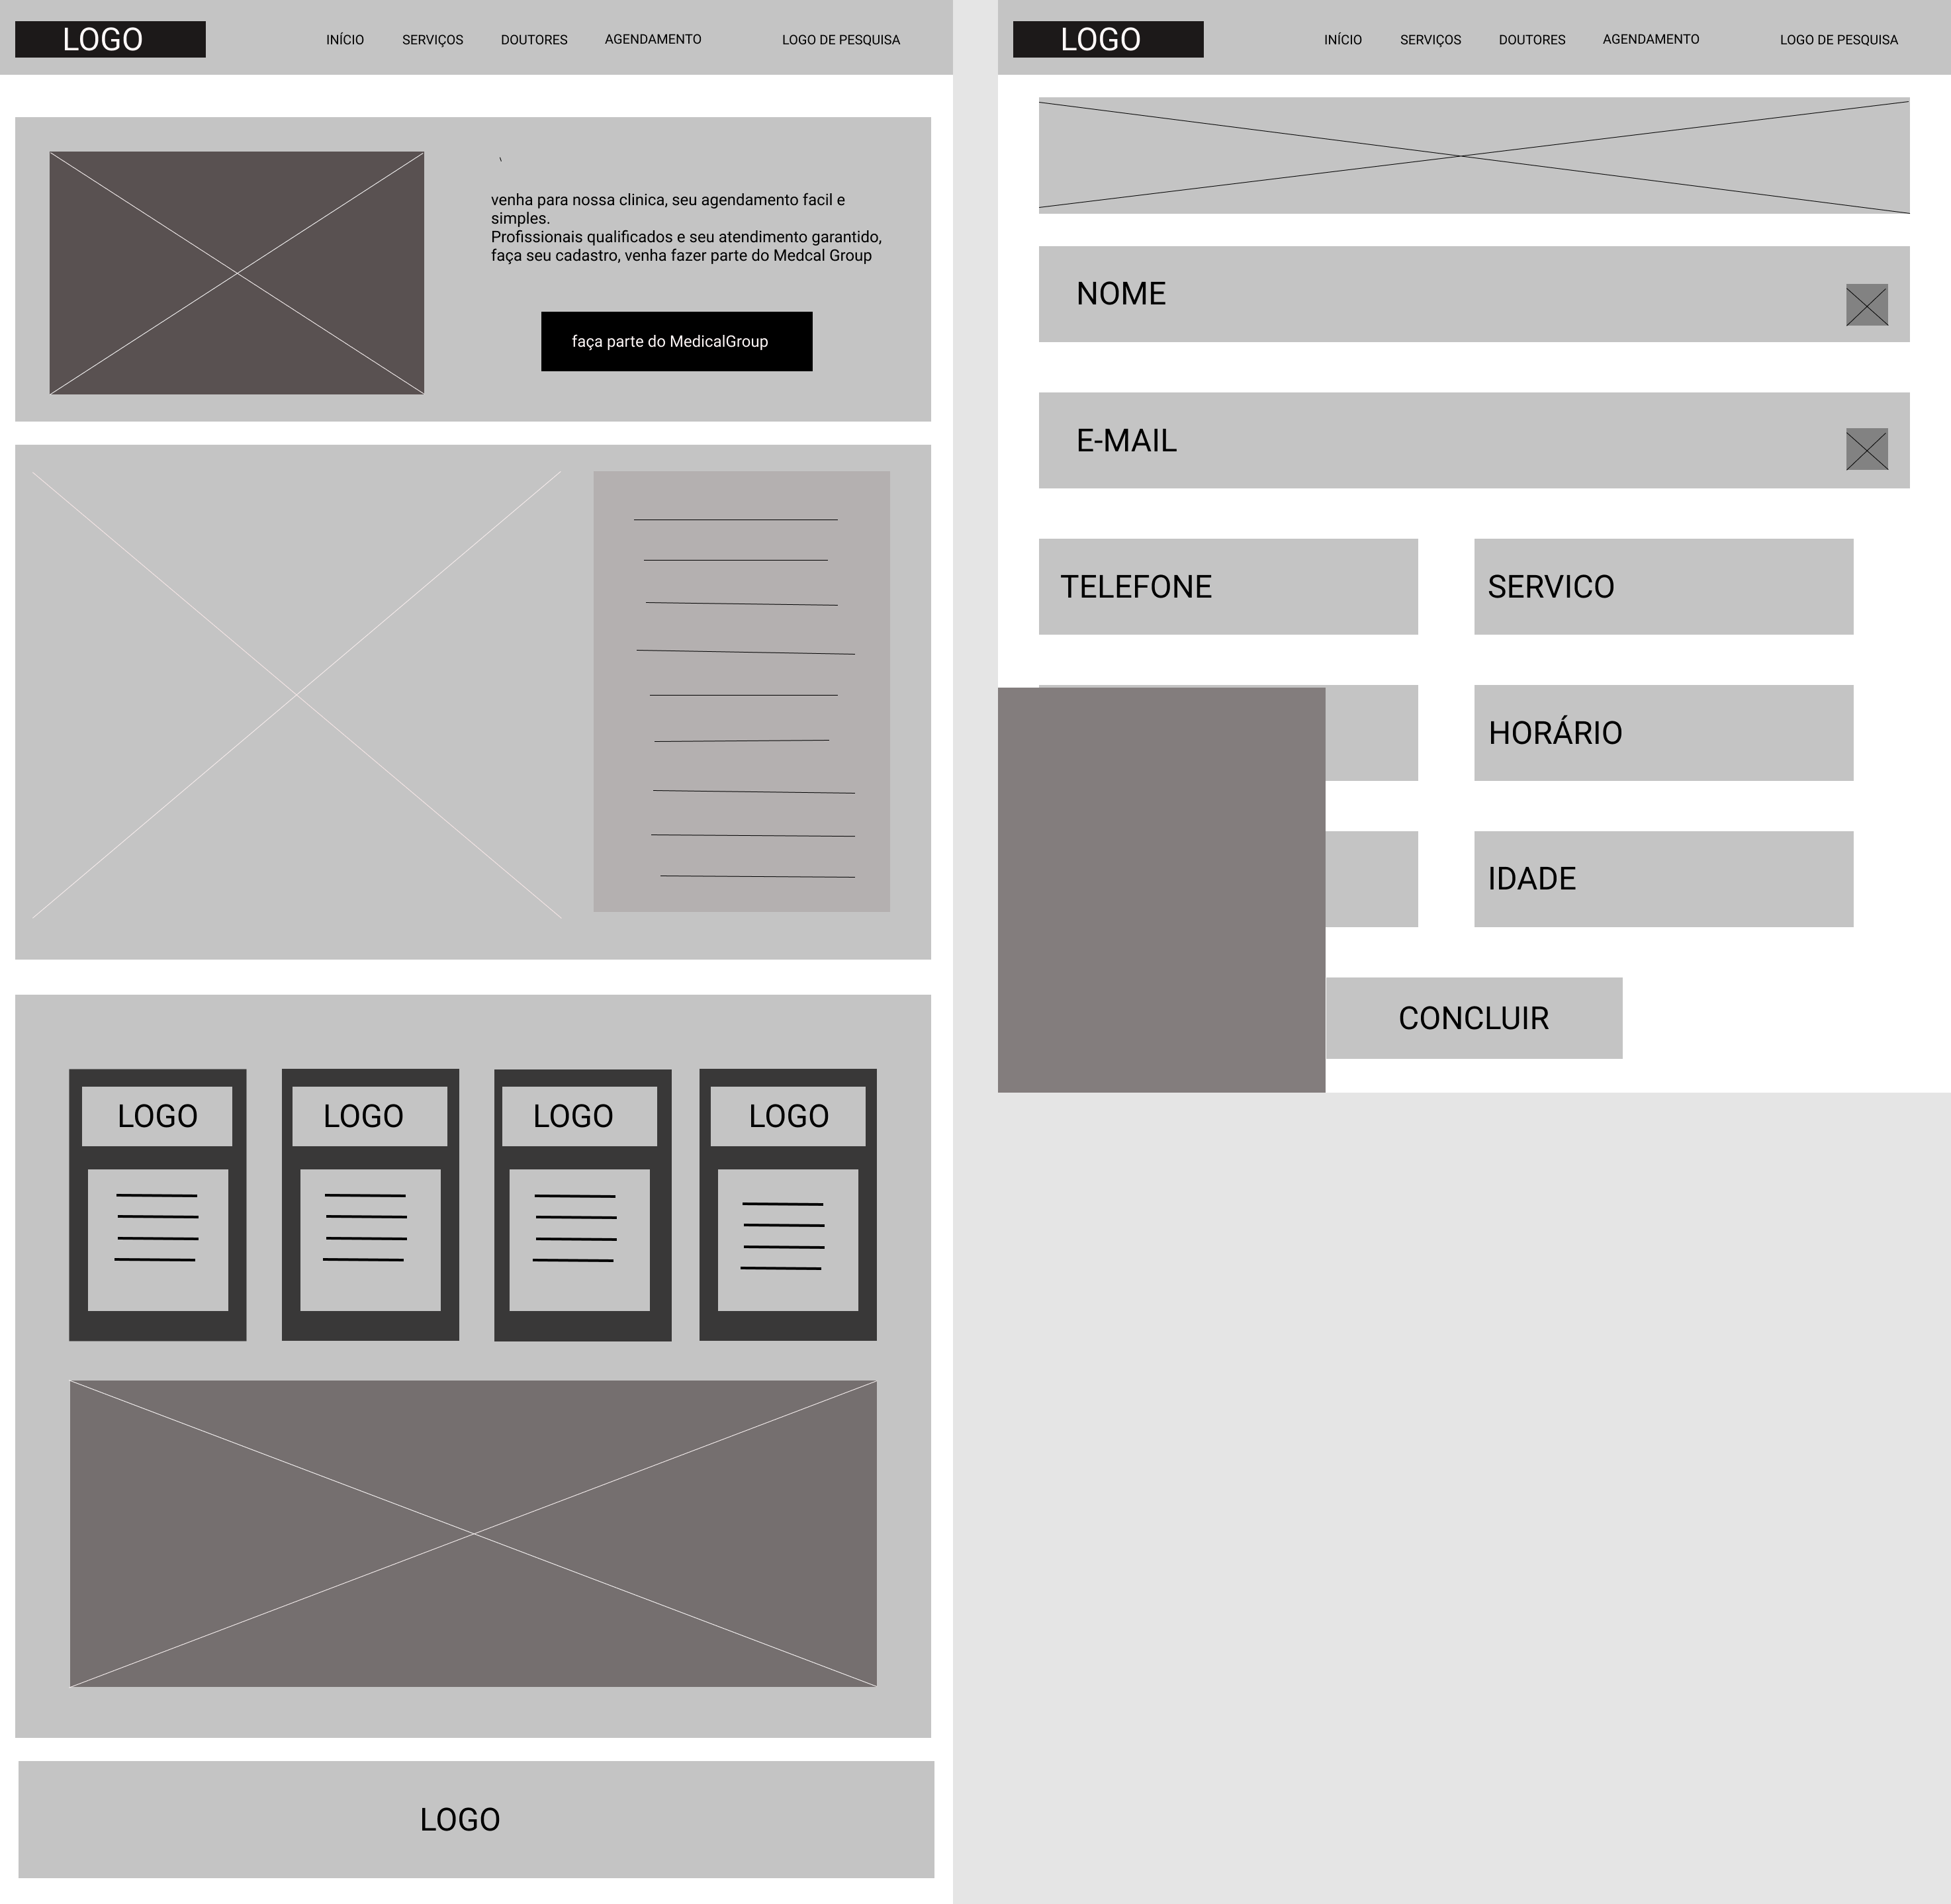 LOGO
INÍCIO
SERVIÇOS
DOUTORES
AGENDAMENTO
LOGO DE PESQUISA
venha para nossa clinica, seu agendamento facil e
simples.
Profissionais qualificados e seu atendimento garantido,
faça seu cadastro, venha fazer parte do Medcal Group
faça parte do MedicalGroup
LOGO
LOGO
LOGO
LOGO
LOGO
LOGO
INÍCIO
SERVIÇOS
DOUTORES
AGENDAMENTO
LOGO DE PESQUISA
NOME
E-MAIL
TELEFONE
SERVICO
HORÁRIO
IDADE
CONCLUIR